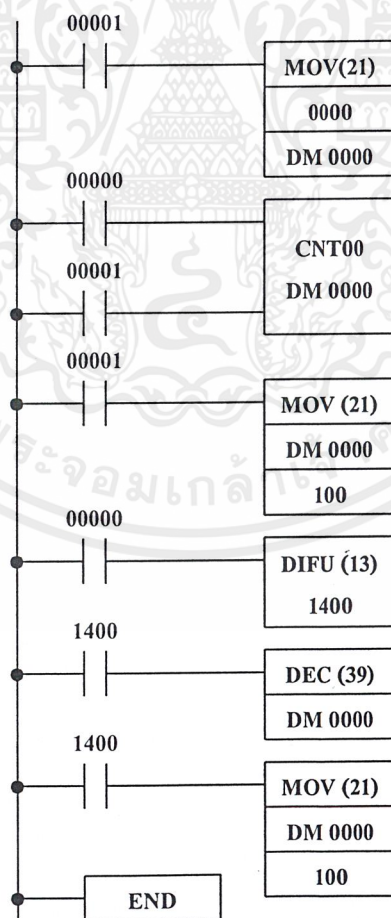 00001
MOV(21)
0000
DM 0000
00000
CNT00
DM 0000
00001
00001
MOV (21)
DM 0000
100
00000
DIFU (13)
1400
1400
DEC (39)
DM 0000
1400
MOV (21)
DM 0000
100
END